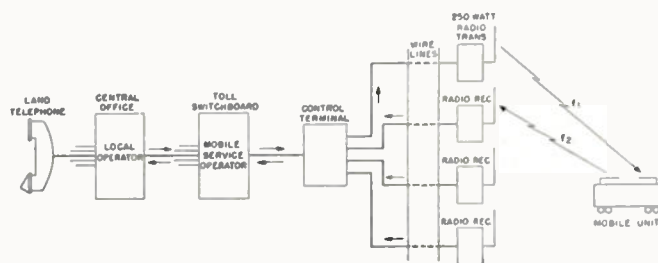 250 WATT
RADIO
TRANS
WIRE
LINES
LAND
TELEPHONE
CENTRAL
OFFICE
TOLL
SWITCHBOARD
CONTROL
TERMINAL
LOCAL
OPERATOR
MOBILE
SERVICE
OPERATOR
RADIO REC
RADIO REC
RADIO REC
f1
f2
MOBILE UNIT